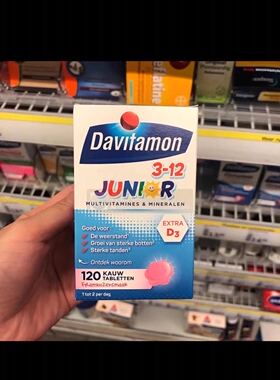 Davitamon
3-12
JUNIOR
MULTIVITAMINES & MINERALEN
Goed voor
De weerstand
Groei van sterke botten
Sterke tanden
EXTRA
D3
Ontdek waarom
120 KAUW
TABLETTEN
Frambozensmaak
1 tot 2 per dag